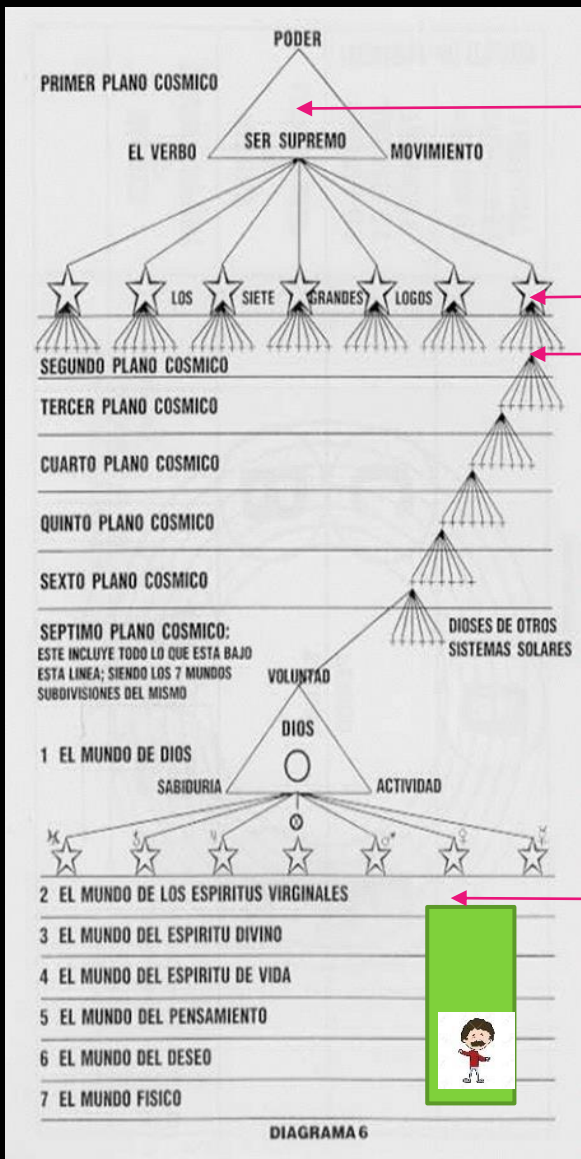 PODER
PRIMER PLANO COSMICO
SER SUPREMO
EL VERBO
MOVIMIENTO
LOS SIETE GRANDES LOGOS
SEGUNDO PLANO COSMICO
TERCER PLANO COSMICO
CUARTO PLANO COSMICO
QUINTO PLANO COSMICO
SEXTO PLANO COSMICO
SEPTIMO PLANO COSMICO:
ESTE INCLUYE TODO LO QUE ESTA BAJO
ESTA LINEA; SIENDO LOS 7 MUNDOS
SUBDIVISIONES DEL MISMO
DIOSES DE OTROS
SISTEMAS SOLARES
VOLUNTAD
DIOS
1 EL MUNDO DE DIOS
SABIDURIA
ACTIVIDAD
2 EL MUNDO DE LOS ESPIRITUS VIRGINALES
3 EL MUNDO DEL ESPIRITU DIVINO
4 EL MUNDO DEL ESPIRITU DE VIDA
5 EL MUNDO DEL PENSAMIENTO
6 EL MUNDO DEL DESEO
7 EL MUNDO FISICO
DIAGRAMA 6